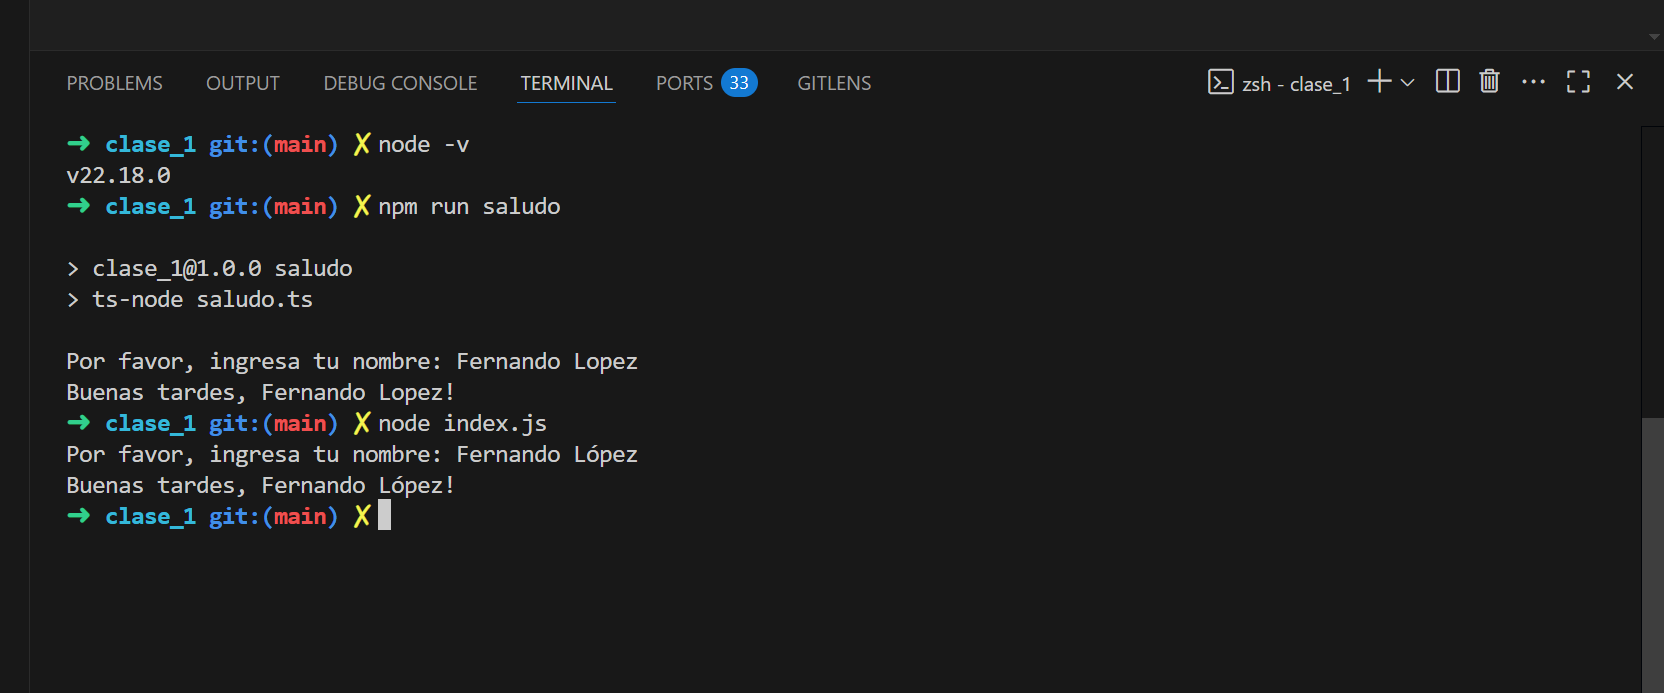 PROBLEMS OUTPUT DEBUG CONSOLE TERMINAL PORTS 33 GITLENS zsh - clase_1
➜ clase_1 git:(main) ✗ node -v
v22.18.0
➜ clase_1 git:(main) ✗ npm run saludo
> clase_1@1.0.0 saludo
> ts-node saludo.ts
Por favor, ingresa tu nombre: Fernando Lopez
Buenas tardes, Fernando Lopez!
➜ clase_1 git:(main) ✗ node index.js
Por favor, ingresa tu nombre: Fernando López
Buenas tardes, Fernando López!
➜ clase_1 git:(main) ✗